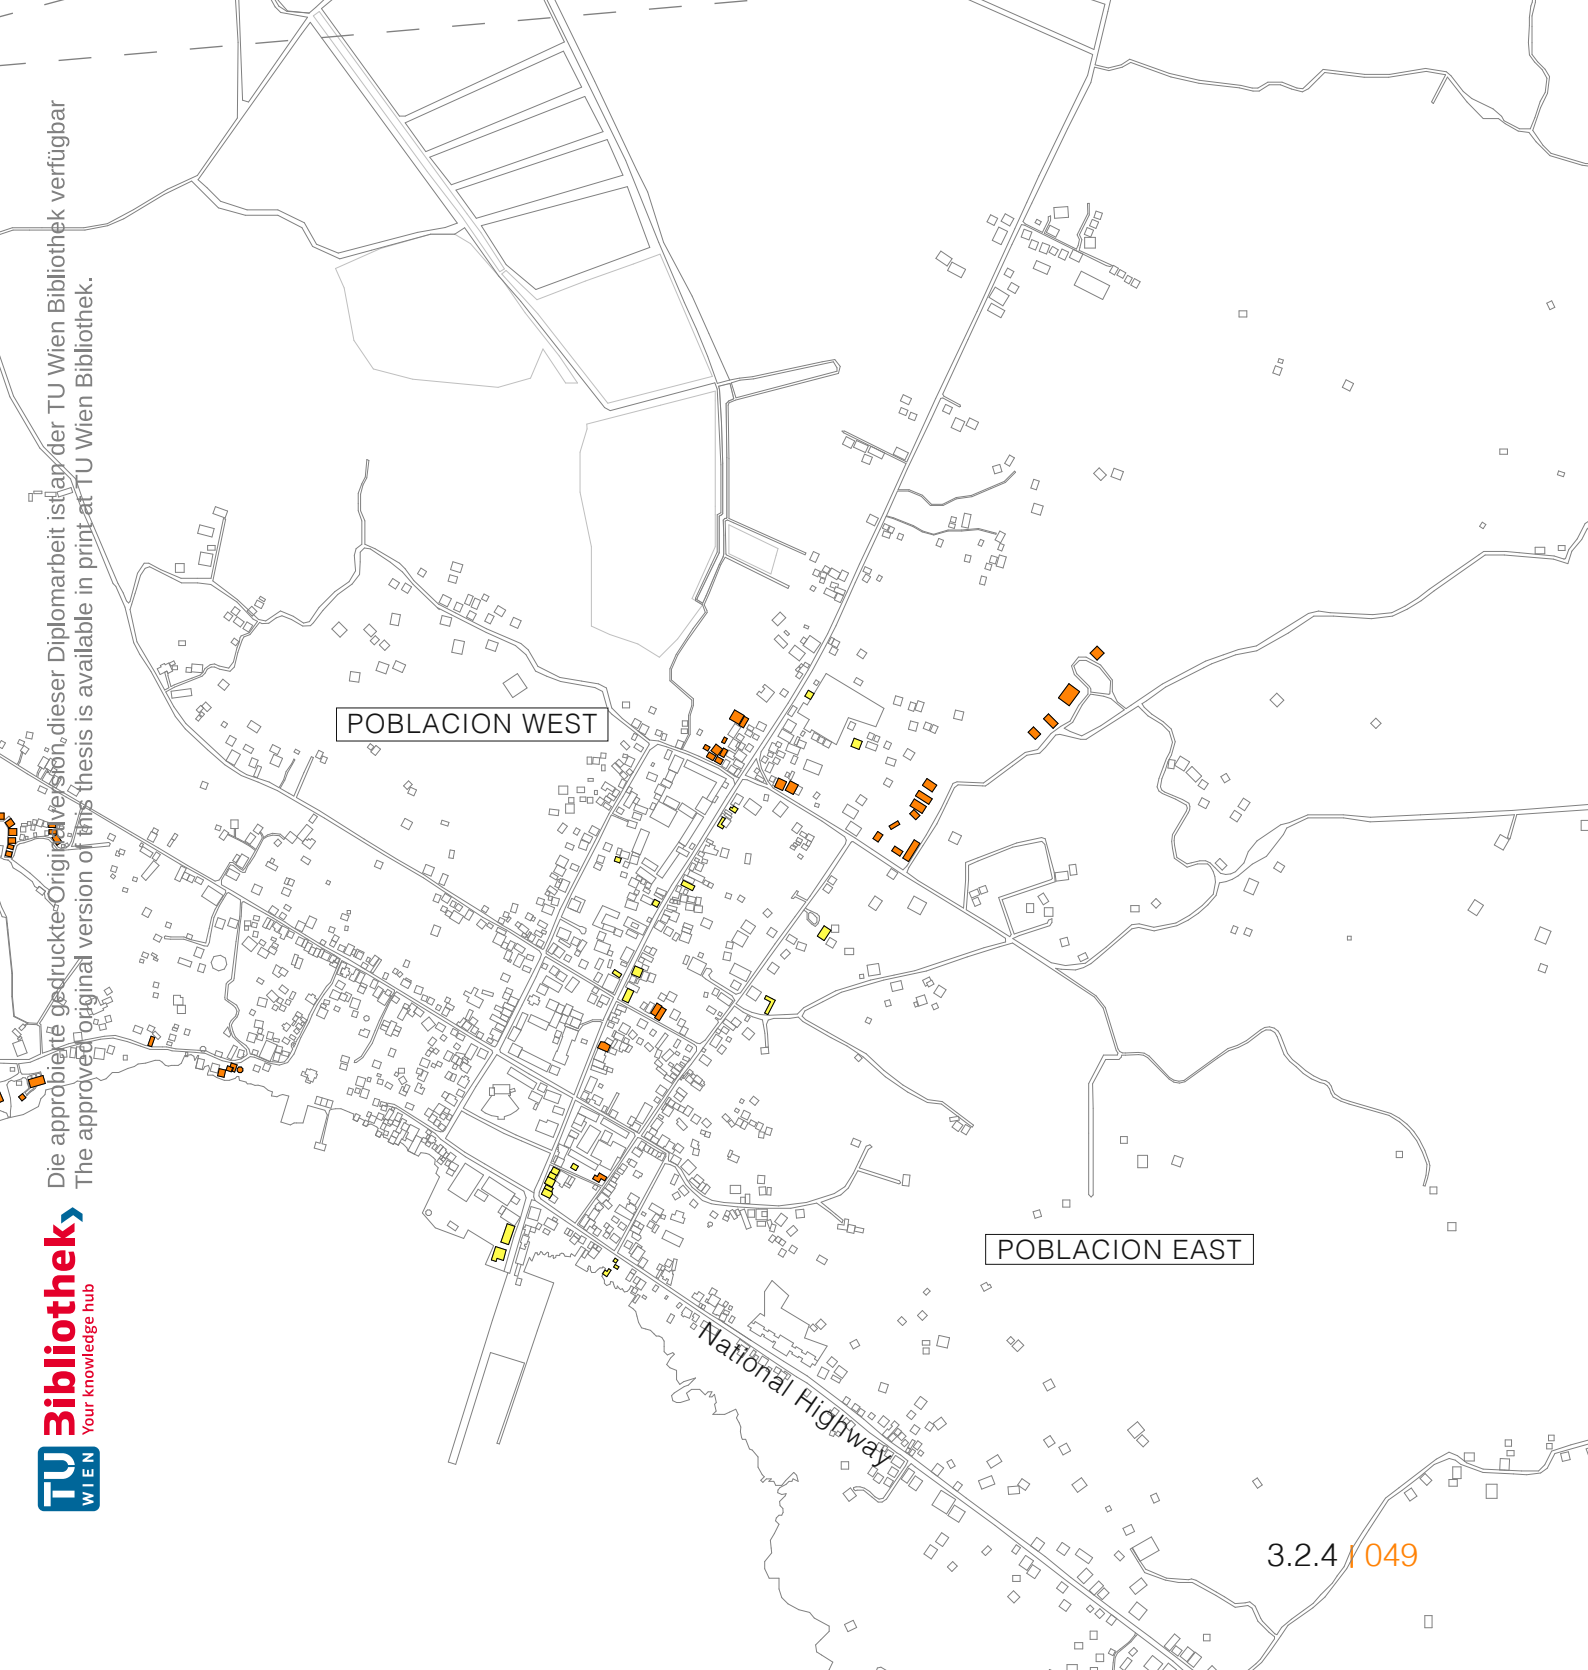 Die approbierte gedruckte Originalversion dieser Diplomarbeit ist an der TU Wien Bibliothek verfügbar
The approved original version of this thesis is available in print at TU Wien Bibliothek.
TU WIEN
Bibliothek
Your knowledge hub
POBLACION WEST
POBLACION EAST
National Highway
3.2.4 | 049